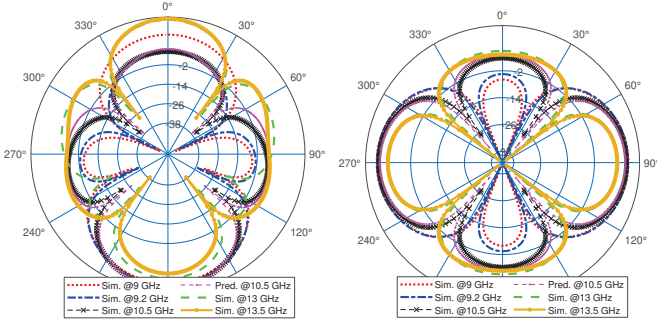 0°
330°
30°
300°
60°
-2
-14
-26
-38
270°
90°
240°
120°
Sim. @9 GHz
Pred. @10.5 GHz
Sim. @9.2 GHz
Sim. @13 GHz
Sim. @10.5 GHz
Sim. @13.5 GHz
0°
330°
30°
300°
60°
-2
-14
-26
270°
90°
240°
120°
Sim. @9 GHz
Pred. @10.5 GHz
Sim. @9.2 GHz
Sim. @13 GHz
Sim. @10.5 GHz
Sim. @13.5 GHz